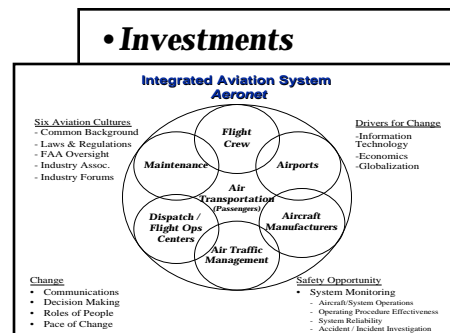 • Investments
Integrated Aviation System
Aeronet
Six Aviation Cultures
- Common Background
- Laws & Regulations
- FAA Oversight
- Industry Assoc.
- Industry Forums
Drivers for Change
-Information
Technology
-Economics
-Globalization
Flight
Crew
Maintenance
Airports
Air
Transportation
(Passengers)
Dispatch /
Flight Ops
Centers
Aircraft
Manufacturers
Air Traffic
Management
Change
• Communications
• Decision Making
• Roles of People
• Pace of Change
Safety Opportunity
• System Monitoring
- Aircraft/System Operations
- Operating Procedure Effectiveness
- System Reliability
- Accident / Incident Investigation